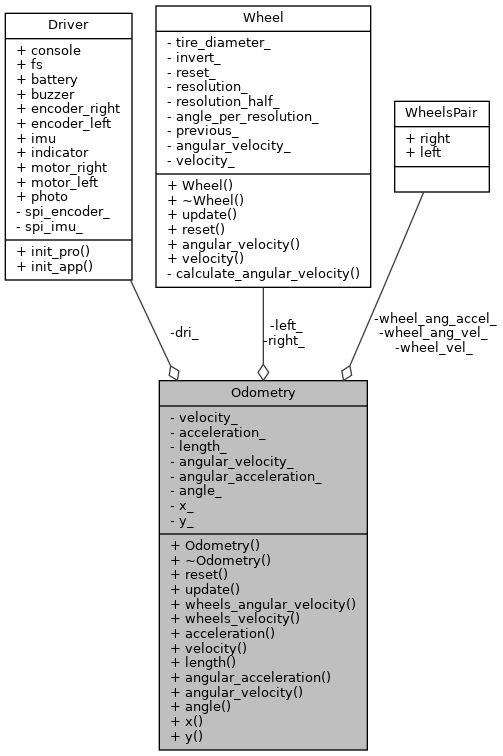 Driver
+ console
+ fs
+ battery
+ buzzer
+ encoder_right
+ encoder_left
+ imu
+ indicator
+ motor_right
+ motor_left
+ photo
- spi_encoder_
- spi_imu_
+ init_pro()
+ init_app()
Wheel
- tire_diameter_
- invert_
- reset_
- resolution_
- resolution_half_
- angle_per_resolution_
- previous_
- angular_velocity_
- velocity_
+ Wheel()
+ ~Wheel()
+ update()
+ reset()
+ angular_velocity()
+ velocity()
- calculate_angular_velocity()
WheelsPair
+ right
+ left
-dri_
-left_
-right_
-wheel_ang_accel_
-wheel_ang_vel_
-wheel_vel_
Odometry
- velocity_
- acceleration_
- length_
- angular_velocity_
- angular_acceleration_
- angle_
- x_
- y_
+ Odometry()
+ ~Odometry()
+ reset()
+ update()
+ wheels_angular_velocity()
+ wheels_velocity()
+ acceleration()
+ velocity()
+ length()
+ angular_acceleration()
+ angular_velocity()
+ angle()
+ x()
+ y()